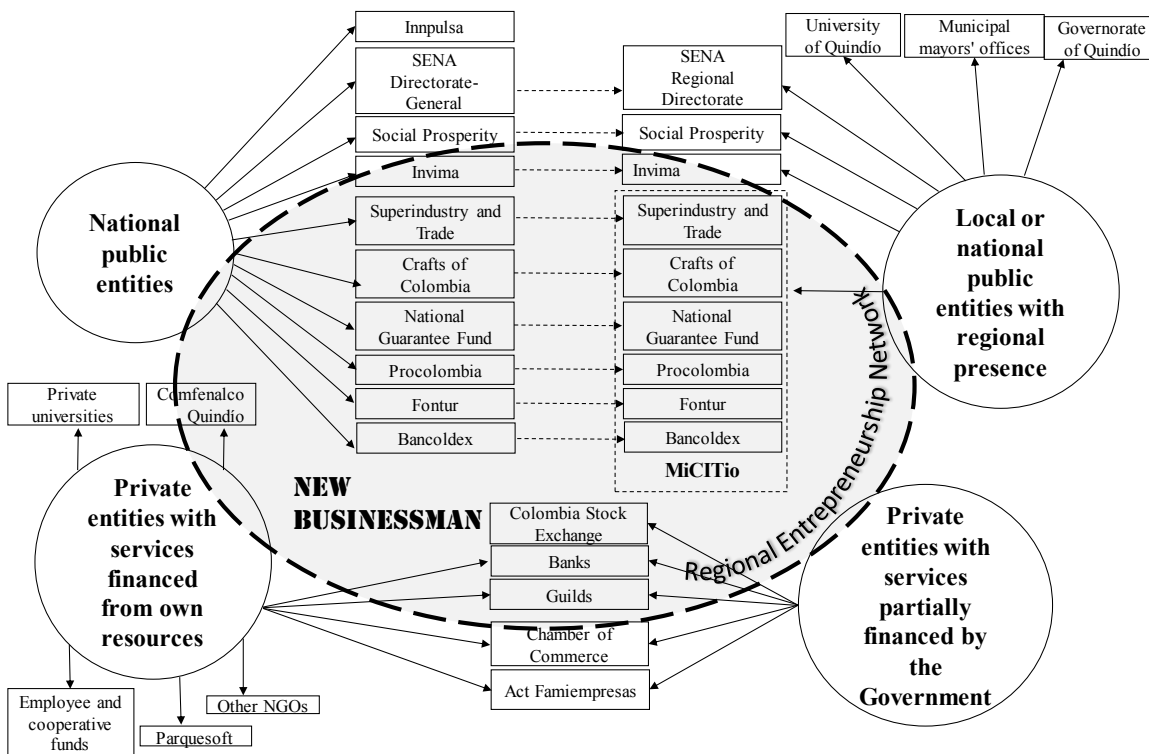 Innpulsa
University
of Quindío
Municipal
mayors' offices
Governorate
of Quindío
SENA
Directorate-
General
SENA
Regional
Directorate
Social Prosperity
Social Prosperity
Invima
Invima
National
public
entities
Superindustry and
Trade
Superindustry and
Trade
Local or
national
public
entities with
regional
presence
Crafts of
Colombia
Crafts of
Colombia
National
Guarantee Fund
National
Guarantee Fund
Procolombia
Procolombia
Fontur
Fontur
Bancoldex
Bancoldex
MiCITio
Regional Entrepreneurship Network
Private
universities
Comfenalco
Quindío
NEW
BUSINESSMAN
Private
entities with
services
financed
from own
resources
Colombia Stock
Exchange
Banks
Guilds
Chamber of
Commerce
Act Famiempresas
Private
entities with
services
partially
financed by
the
Government
Employee and
cooperative
funds
Parquesoft
Other NGOs